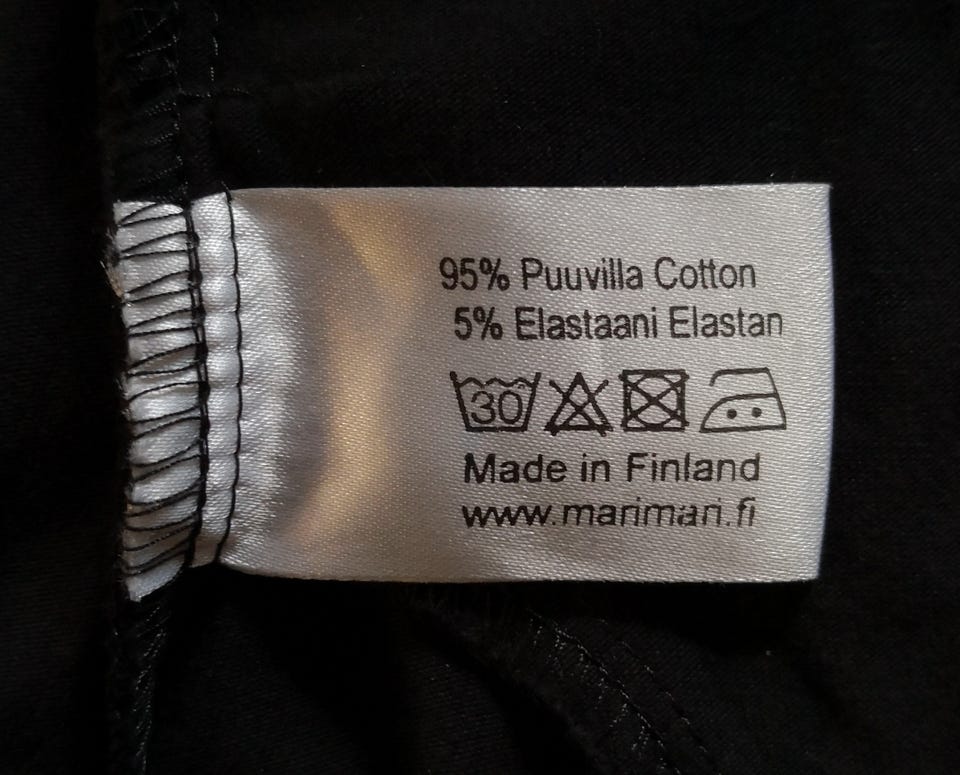 95% Puuvilla Cotton
5% Elastaani Elastan
30
Made in Finland
www.marimari.fi